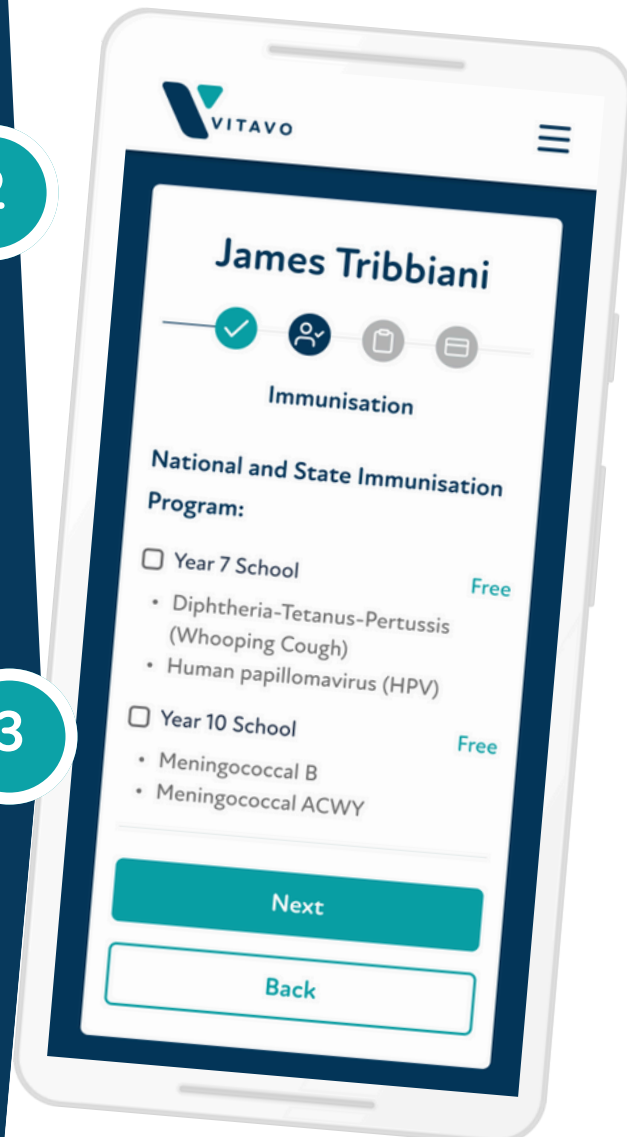 VITAVO
James Tribbiani
Immunisation
National and State Immunisation
Program:
Year 7 School Free
• Diphtheria-Tetanus-Pertussis
(Whooping Cough)
• Human papillomavirus (HPV)
3
Year 10 School Free
• Meningococcal B
• Meningococcal ACWY
Next
Back